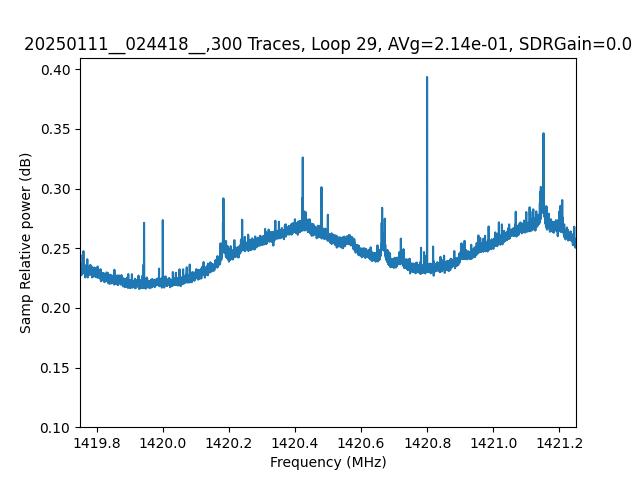 20250111__024418__,300 Traces, Loop 29, AVg=2.14e-01, SDRGain=0.0
0.40
0.35
0.30
0.25
0.20
0.15
0.10
Samp Relative power (dB)
1419.8 1420.0 1420.2 1420.4 1420.6 1420.8 1421.0 1421.2
Frequency (MHz)